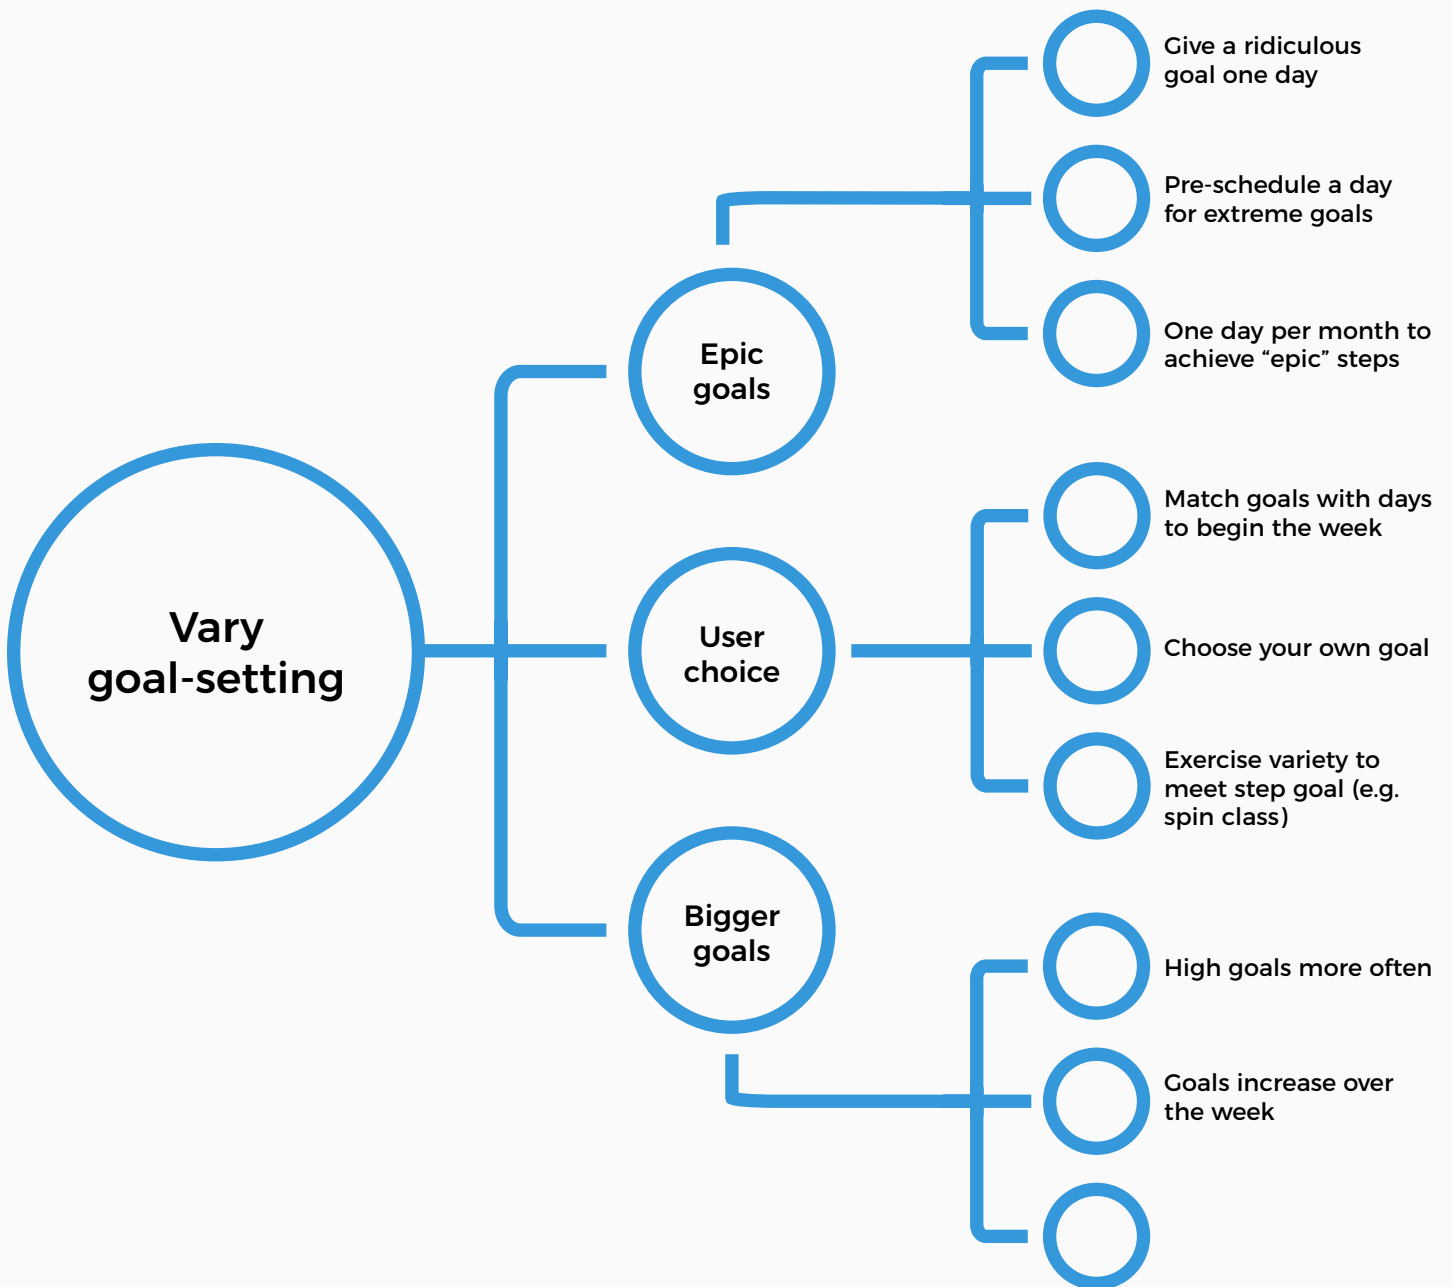 Vary
goal-setting
Epic
goals
Give a ridiculous
goal one day
Pre-schedule a day
for extreme goals
One day per month to
achieve “epic” steps
User
choice
Match goals with days
to begin the week
Choose your own goal
Exercise variety to
meet step goal (e.g.
spin class)
Bigger
goals
High goals more often
Goals increase over
the week